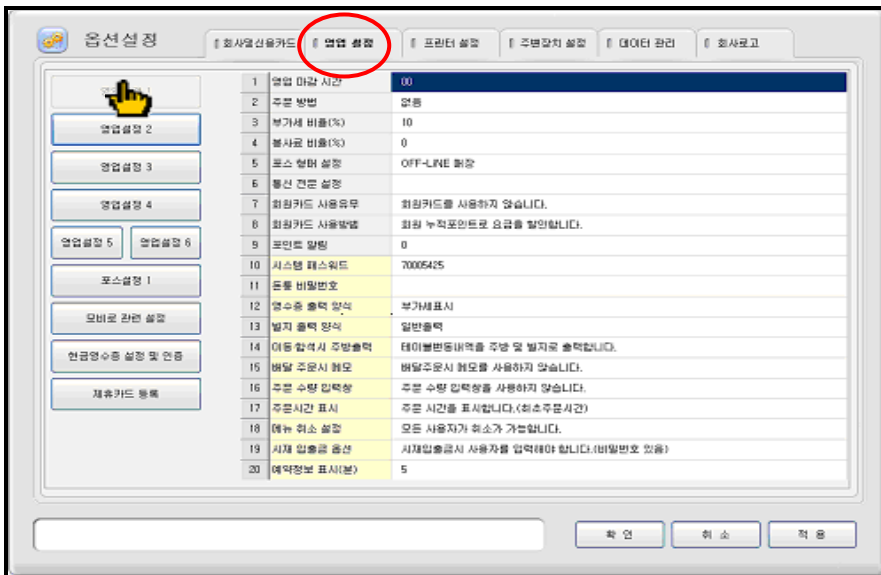 옵션설정
회사명신용카드 영업 설정 프린터 설정 주변장치 설정 데이터 관리 회사로고
영업설정 2
영업설정 3
영업설정 4
영업설정 5 영업설정 6
포스설정 1
모비로 관련 설정
현금영수증 설정 및 인증
제휴카드 등록
1 영업 마감 시간 00
2 주문 방법 없음
3 부가세 비율(%) 10
4 봉사료 비율(%) 0
5 포스 형태 설정 OFF-LINE 매장
6 통신 전문 설정
7 회원카드 사용유무 회원카드를 사용하지 않습니다.
8 회원카드 사용방법 회원 누적포인트로 요금을 할인합니다.
9 포인트 알림 0
10 시스템 패스워드 70005425
11 돈통 비밀번호
12 영수증 출력 양식 부가세표시
13 빌지 출력 양식 일반출력
14 이동·합석시 주방출력 테이블변동내역을 주방 및 빌지로 출력합니다.
15 배달 주문시 메모 배달주문시 메모를 사용하지 않습니다.
16 주문 수량 입력창 주문 수량 입력창을 사용하지 않습니다.
17 주문시간 표시 주문 시간을 표시합니다.(최초주문시간)
18 메뉴 취소 설정 모든 사용자가 취소가 가능합니다.
19 시재 입출금 옵션 시재입출금시 사용자를 입력해야 합니다.(비밀번호 있음)
20 예약정보 표시(분) 5
확 인 취 소 적 용